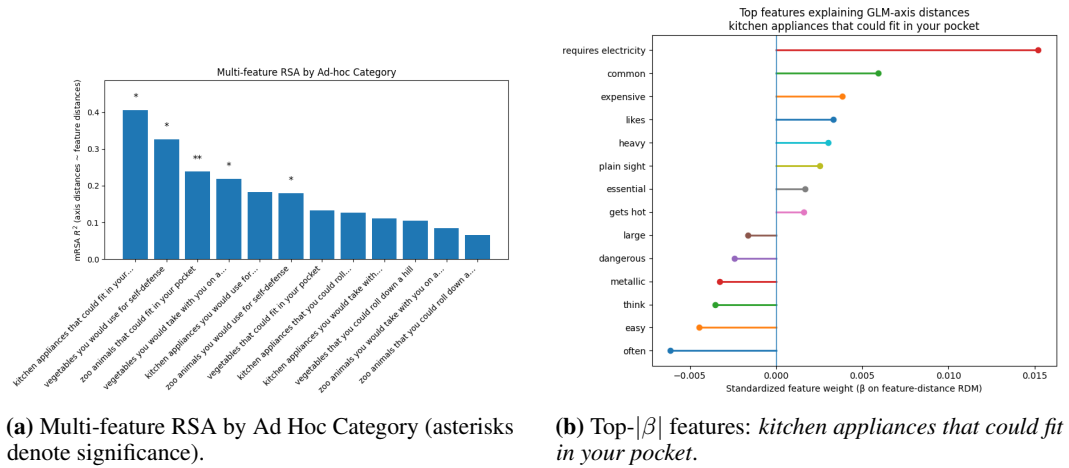 Multi-feature RSA by Ad-hoc Category
mRSA R² (axis distances ~ feature distances)
0.4
0.3
0.2
0.1
0.0
*
*
**
*
*
kitchen appliances that could fit in your...
vegetables you would use for self-defense
zoo animals that could fit in your pocket
vegetables you would take with you on a...
kitchen appliances you would use for...
zoo animals you would use for self-defense
vegetables that could fit in your pocket
kitchen appliances that you could roll...
kitchen appliances you would take with...
vegetables that you could roll down a hill
zoo animals you would take with you on a...
zoo animals that you could roll down a...
(a) Multi-feature RSA by Ad Hoc Category (asterisks
denote significance).
Top features explaining GLM-axis distances
kitchen appliances that could fit in your pocket
requires electricity
common
expensive
likes
heavy
plain sight
essential
gets hot
large
dangerous
metallic
think
easy
often
−0.005
0.000
0.005
0.010
0.015
Standardized feature weight (β on feature-distance RDM)
(b) Top-|β| features: kitchen appliances that could fit
in your pocket.